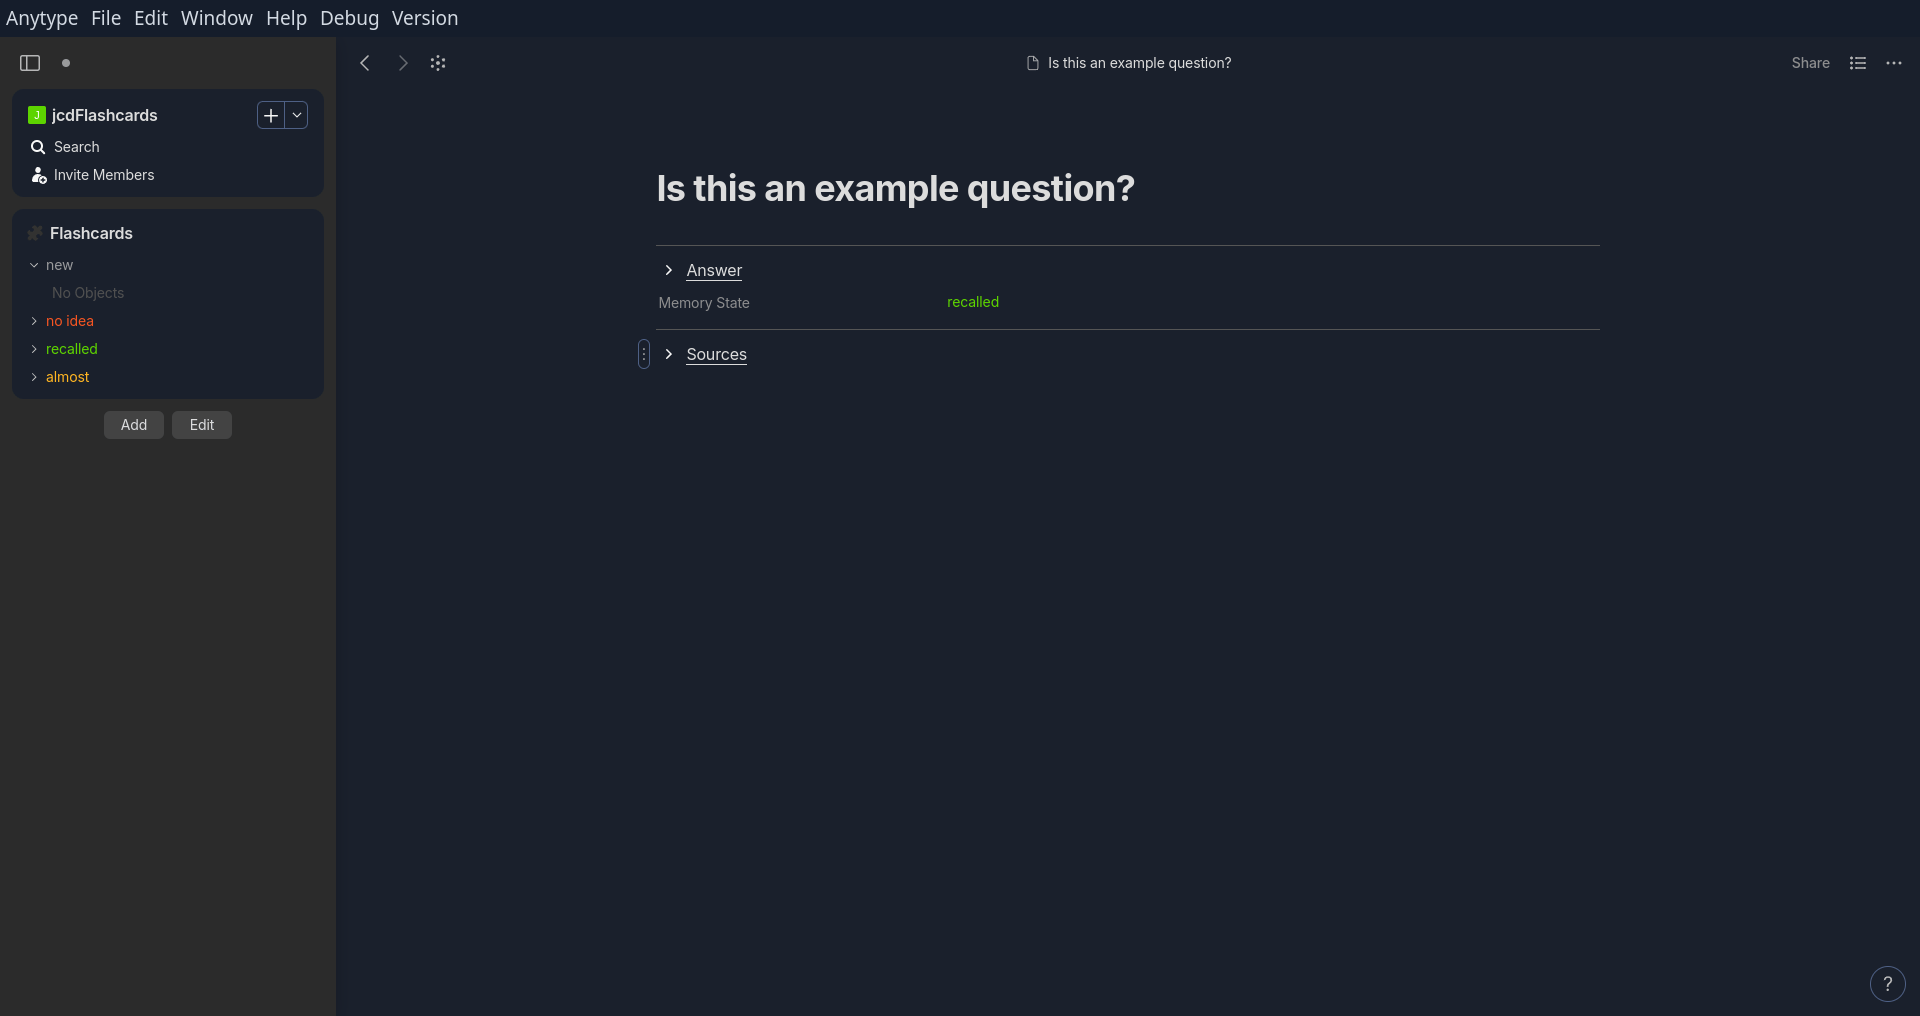 Anytype File Edit Window Help Debug Version
Is this an example question?
Share
J jcdFlashcards
Search
Invite Members
Flashcards
new
No Objects
no idea
recalled
almost
Add Edit
Is this an example question?
Answer
Memory State recalled
Sources
?